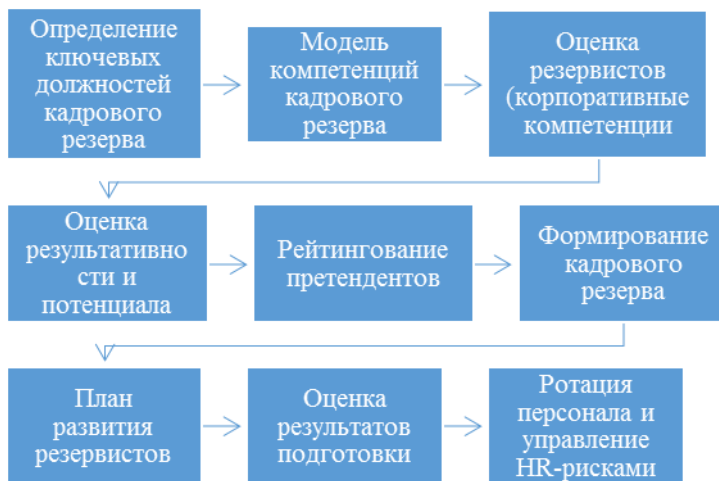 Определение
ключевых
должностей
кадрового
резерва
Модель
компетенций
кадрового
резерва
Оценка
резервистов
(корпоративные
компетенции
Оценка
результативно
сти и
потенциала
Рейтингование
претендентов
Формирование
кадрового
резерва
План
развития
резервистов
Оценка
результатов
подготовки
Ротация
персонала и
управление
HR-рисками